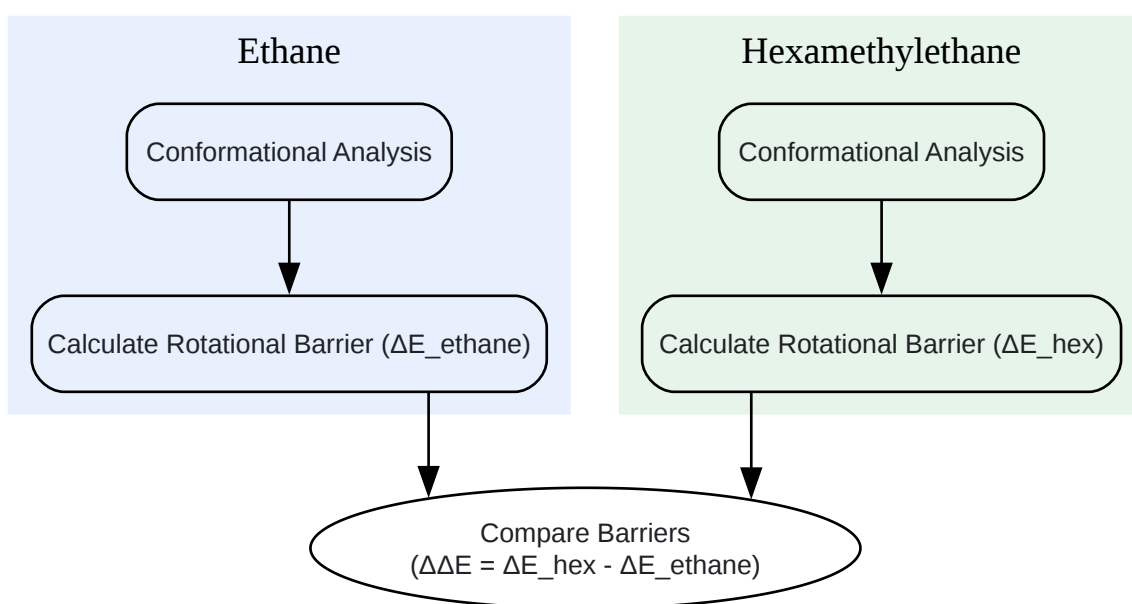 Ethane
Hexamethylethane
Conformational Analysis
Conformational Analysis
Calculate Rotational Barrier (ΔE_ethane)
Calculate Rotational Barrier (ΔE_hex)
Compare Barriers
(ΔΔE = ΔE_hex - ΔE_ethane)